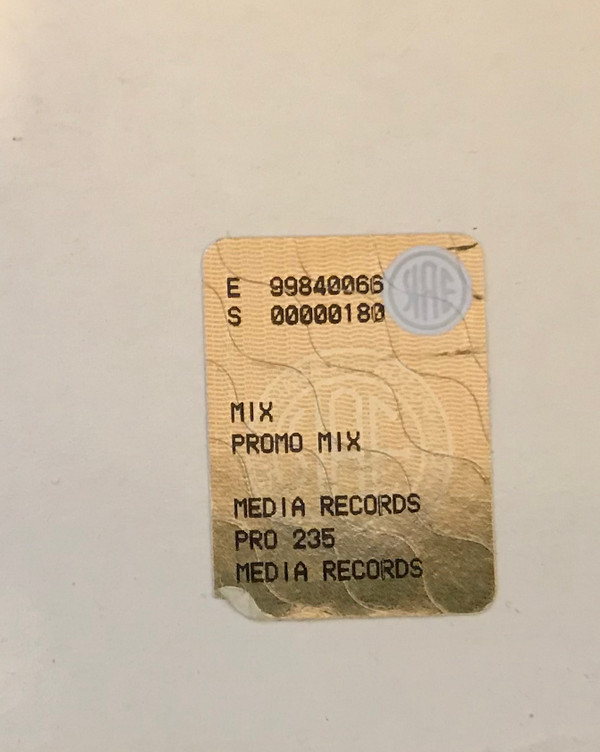 E 99840066
S 00000180
MIX
PROMO MIX
MEDIA RECORDS
PRO 235
MEDIA RECORDS